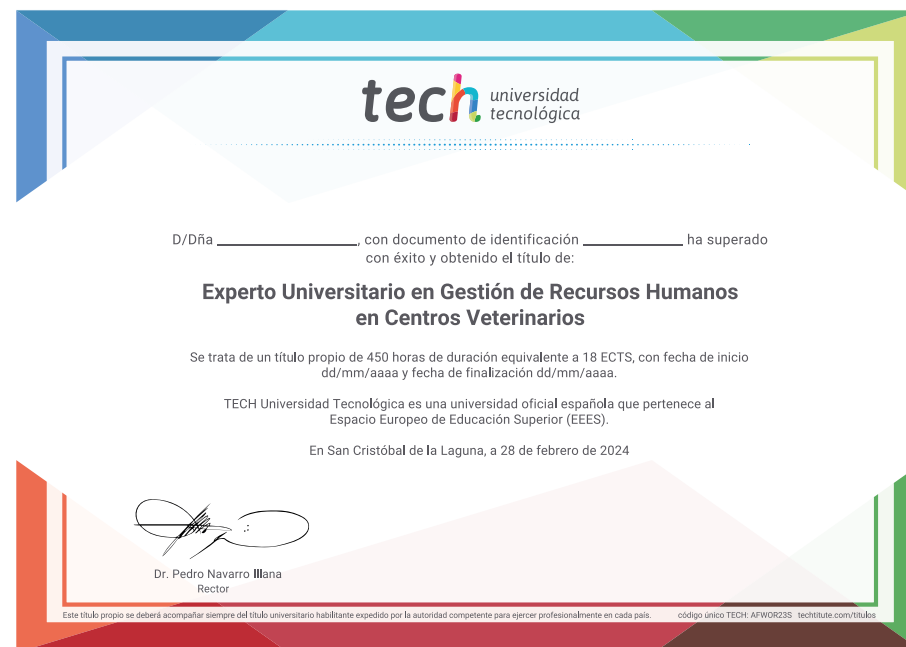 tech universidad
tecnológica
D/Dña ____________________, con documento de identificación ______________ ha superado
con éxito y obtenido el título de:
Experto Universitario en Gestión de Recursos Humanos
en Centros Veterinarios
Se trata de un título propio de 450 horas de duración equivalente a 18 ECTS, con fecha de inicio
dd/mm/aaaa y fecha de finalización dd/mm/aaaa.
TECH Universidad Tecnológica es una universidad oficial española que pertenece al
Espacio Europeo de Educación Superior (EEES).
En San Cristóbal de la Laguna, a 28 de febrero de 2024
Dr. Pedro Navarro Illana
Rector
Este título propio se deberá acompañar siempre del título universitario habilitante expedido por la autoridad competente para ejercer profesionalmente en cada país. código único TECH: AFWOR23S techtitute.com/titulos